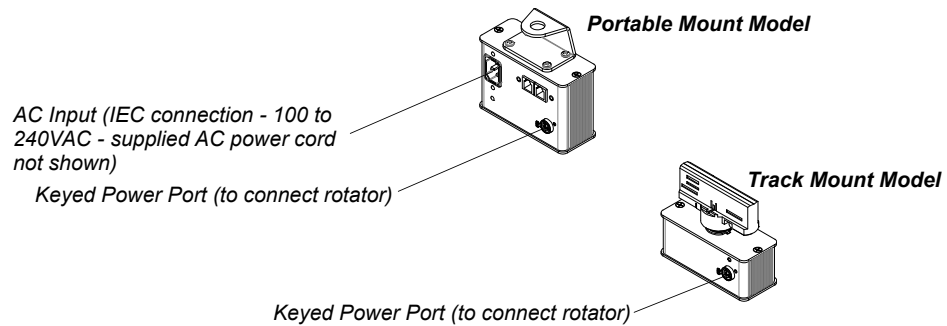 Portable Mount Model
AC Input (IEC connection - 100 to
240VAC - supplied AC power cord
not shown)
Keyed Power Port (to connect rotator)
Track Mount Model
Keyed Power Port (to connect rotator)